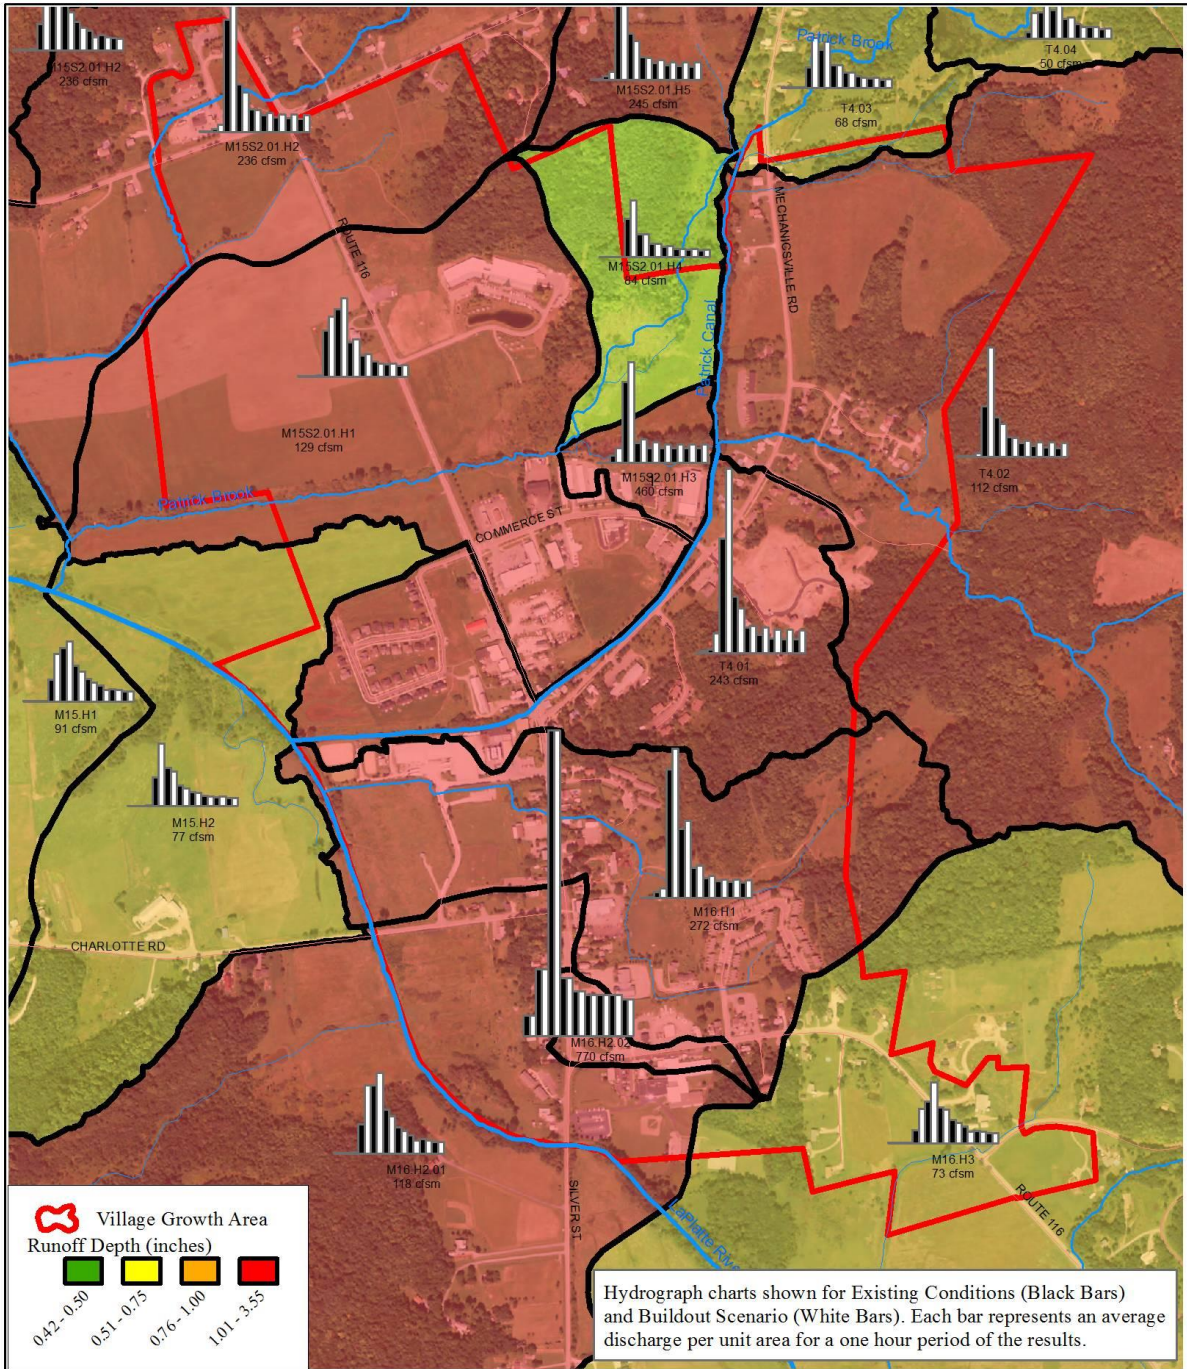 Patrick Brook
M15S2.01.H2
236 cfsm
M15S2.01.H5
245 cfsm
T4.04
50 cfsm
T4.03
68 cfsm
M15S2.01.H2
236 cfsm
MECHANICSVILLE RD
ROUTE 116
M15S2.01.H4
84 cfsm
Patrick Canal
M15S2.01.H1
129 cfsm
M15S2.01.H3
460 cfsm
T4.02
112 cfsm
Patrick Brook
COMMERCE ST
T4.01
243 cfsm
M15.H1
91 cfsm
M15.H2
77 cfsm
M16.H1
272 cfsm
CHARLOTTE RD
M16.H2.02
770 cfsm
M16.H2.01
118 cfsm
M16.H3
73 cfsm
SILVER ST
ROUTE 116
LaPlatte River
Village Growth Area
Runoff Depth (inches)
0.42 - 0.50
0.51 - 0.75
0.76 - 1.00
1.01 - 3.55
Hydrograph charts shown for Existing Conditions (Black Bars)
and Buildout Scenario (White Bars). Each bar represents an average
discharge per unit area for a one hour period of the results.